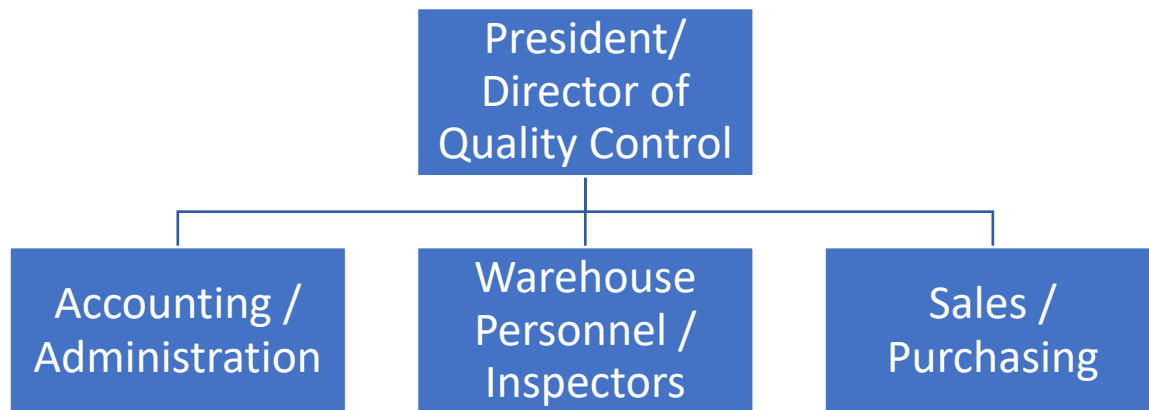 President/
Director of
Quality Control
Accounting /
Administration
Warehouse
Personnel /
Inspectors
Sales /
Purchasing